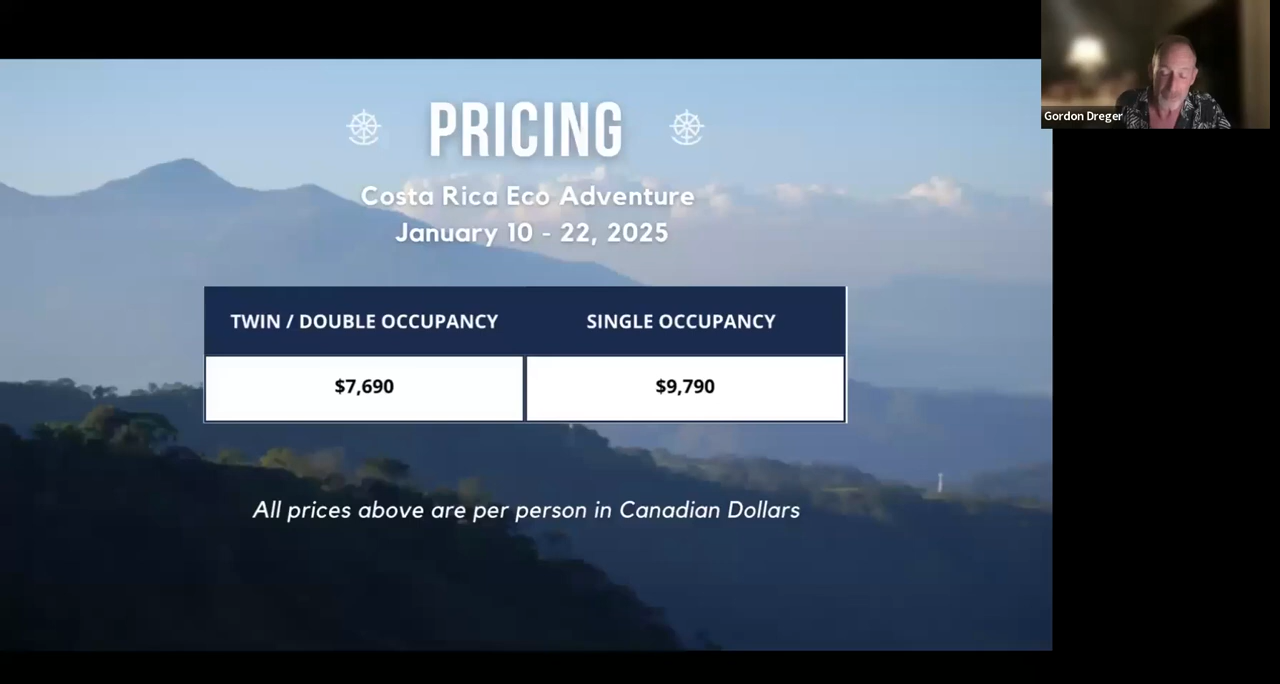 PRICING
Costa Rica Eco Adventure
January 10 - 22, 2025
TWIN / DOUBLE OCCUPANCY
SINGLE OCCUPANCY
$7,690
$9,790
All prices above are per person in Canadian Dollars
Gordon Dreger